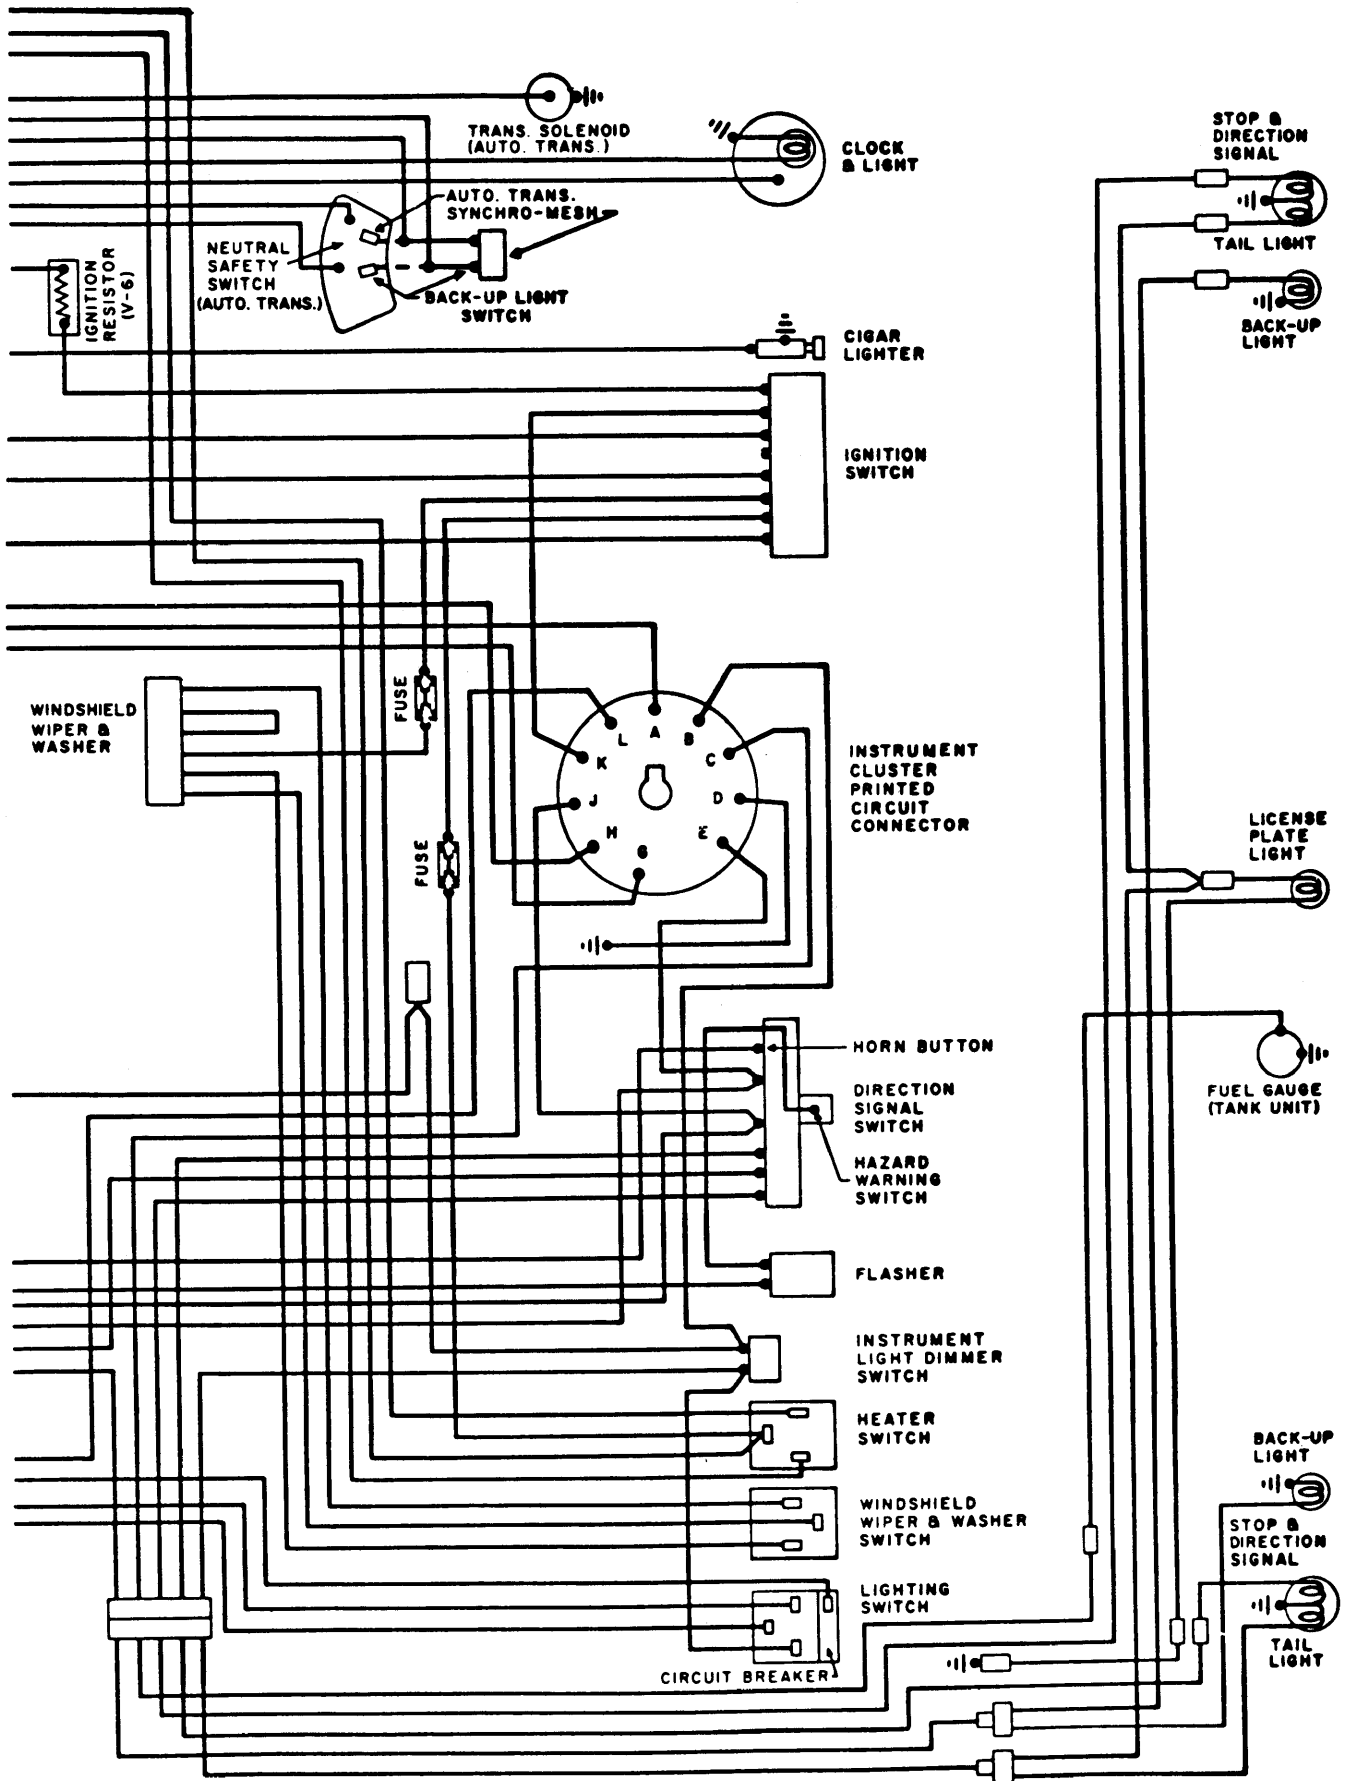 TRANS. SOLENOID
(AUTO. TRANS.)
CLOCK
& LIGHT
STOP &
DIRECTION
SIGNAL
TAIL LIGHT
BACK-UP
LIGHT
AUTO. TRANS.
SYNCHRO-MESH
NEUTRAL
SAFETY
SWITCH
(AUTO. TRANS.)
BACK-UP LIGHT
SWITCH
IGNITION
RESISTOR
(V-6)
CIGAR
LIGHTER
IGNITION
SWITCH
WINDSHIELD
WIPER &
WASHER
FUSE
FUSE
L
A
B
K
C
J
D
H
E
G
INSTRUMENT
CLUSTER
PRINTED
CIRCUIT
CONNECTOR
LICENSE
PLATE
LIGHT
HORN BUTTON
DIRECTION
SIGNAL
SWITCH
HAZARD
WARNING
SWITCH
FUEL GAUGE
(TANK UNIT)
FLASHER
INSTRUMENT
LIGHT DIMMER
SWITCH
HEATER
SWITCH
WINDSHIELD
WIPER & WASHER
SWITCH
LIGHTING
SWITCH
CIRCUIT BREAKER
BACK-UP
LIGHT
STOP &
DIRECTION
SIGNAL
TAIL
LIGHT